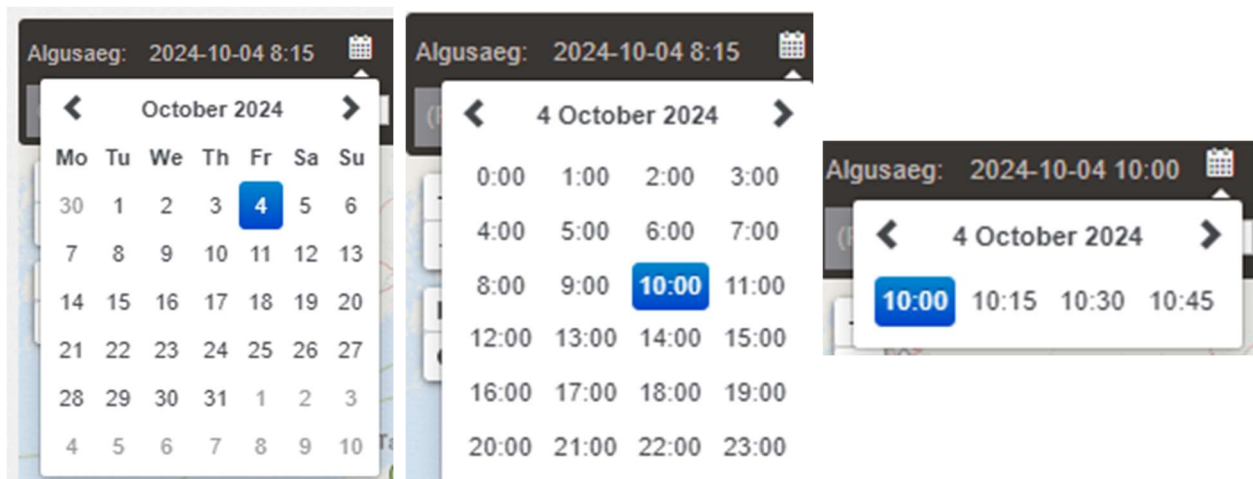 Algusaeg: 2024-10-04 8:15
October 2024
Mo Tu We Th Fr Sa Su
30 1 2 3 4 5 6
7 8 9 10 11 12 13
14 15 16 17 18 19 20
21 22 23 24 25 26 27
28 29 30 31 1 2 3
4 5 6 7 8 9 10
Algusaeg: 2024-10-04 8:15
4 October 2024
0:00 1:00 2:00 3:00
4:00 5:00 6:00 7:00
8:00 9:00 10:00 11:00
12:00 13:00 14:00 15:00
16:00 17:00 18:00 19:00
20:00 21:00 22:00 23:00
Algusaeg: 2024-10-04 10:00
4 October 2024
10:00 10:15 10:30 10:45